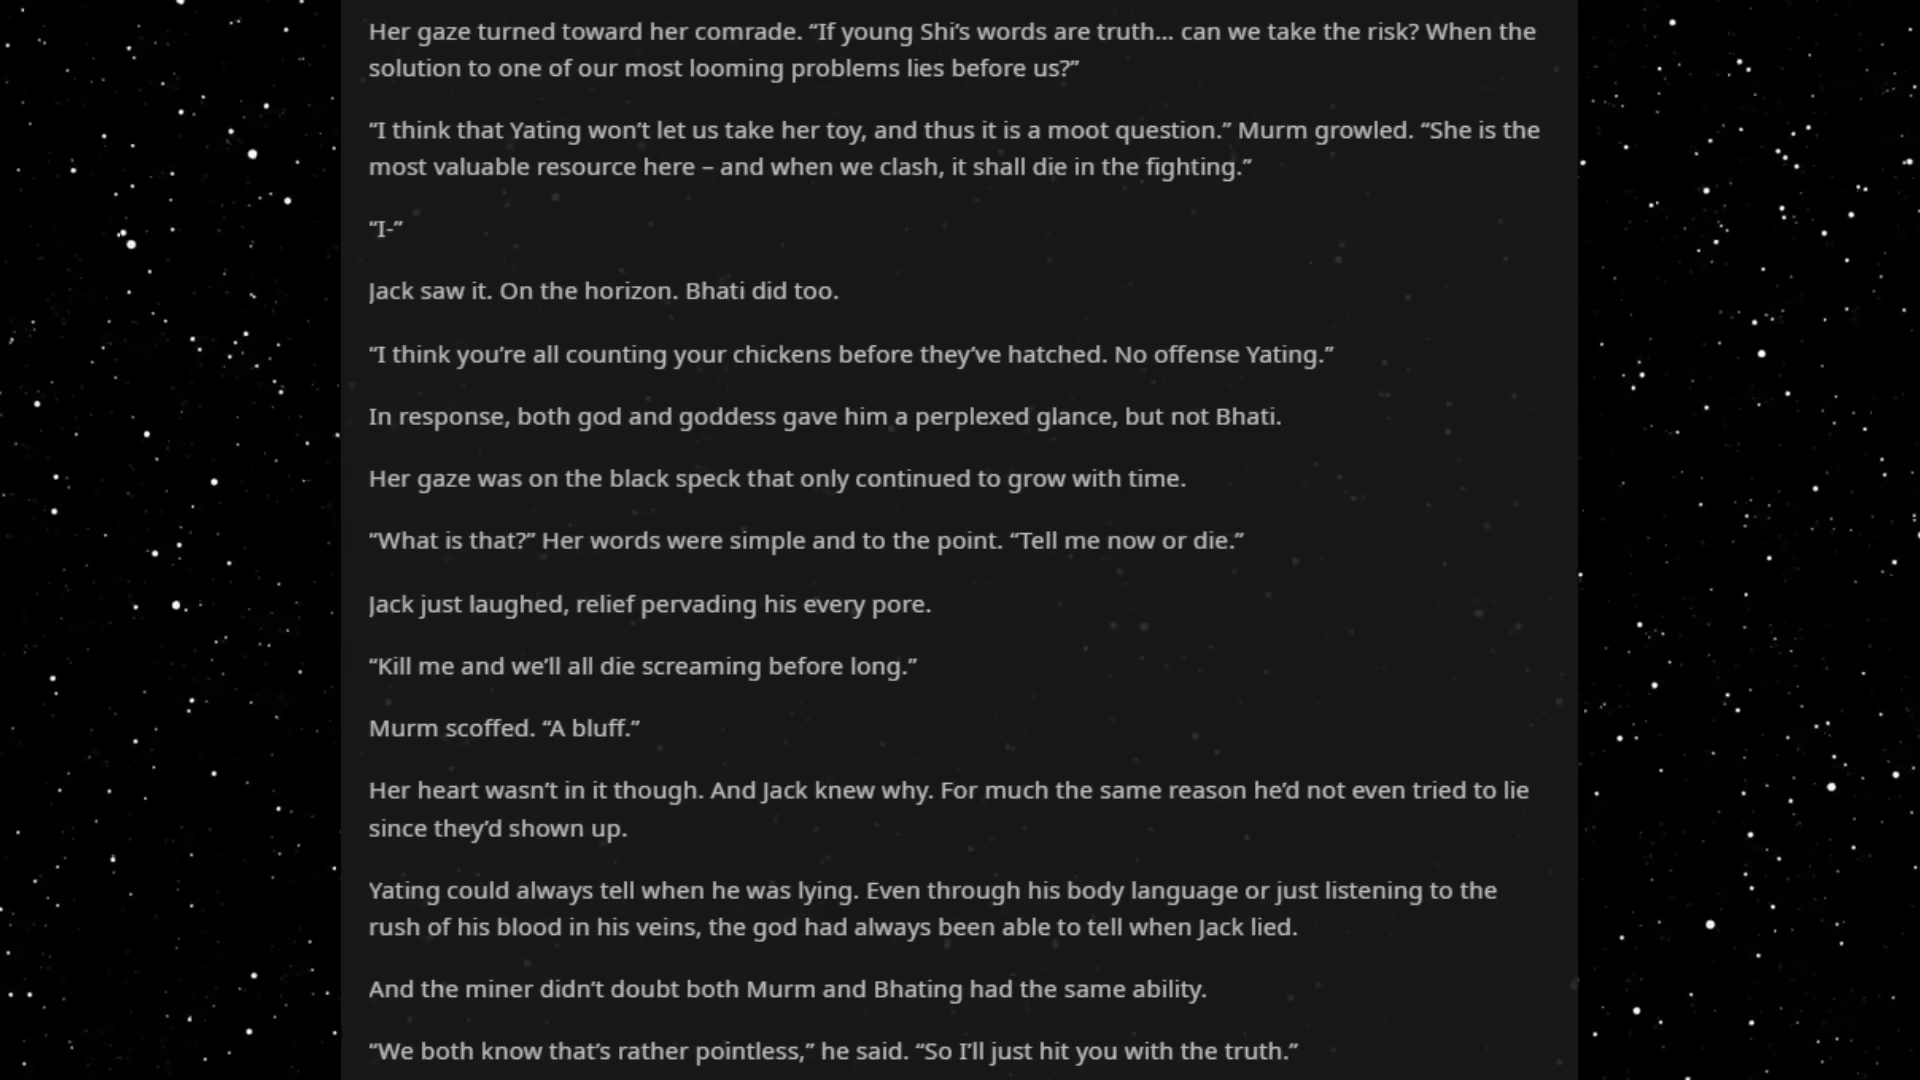 Her gaze turned toward her comrade. “If young Shi’s words are truth… can we take the risk? When the
solution to one of our most looming problems lies before us?”
“I think that Yating won’t let us take her toy, and thus it is a moot question.” Murm growled. “She is the
most valuable resource here – and when we clash, it shall die in the fighting.”
“I-”
Jack saw it. On the horizon. Bhati did too.
“I think you’re all counting your chickens before they’ve hatched. No offense Yating.”
In response, both god and goddess gave him a perplexed glance, but not Bhati.
Her gaze was on the black speck that only continued to grow with time.
“What is that?” Her words were simple and to the point. “Tell me now or die.”
Jack just laughed, relief pervading his every pore.
“Kill me and we’ll all die screaming before long.”
Murm scoffed. “A bluff.”
Her heart wasn’t in it though. And Jack knew why. For much the same reason he’d not even tried to lie
since they’d shown up.
Yating could always tell when he was lying. Even through his body language or just listening to the
rush of his blood in his veins, the god had always been able to tell when Jack lied.
And the miner didn’t doubt both Murm and Bhating had the same ability.
“We both know that’s rather pointless,” he said. “So I’ll just hit you with the truth.”